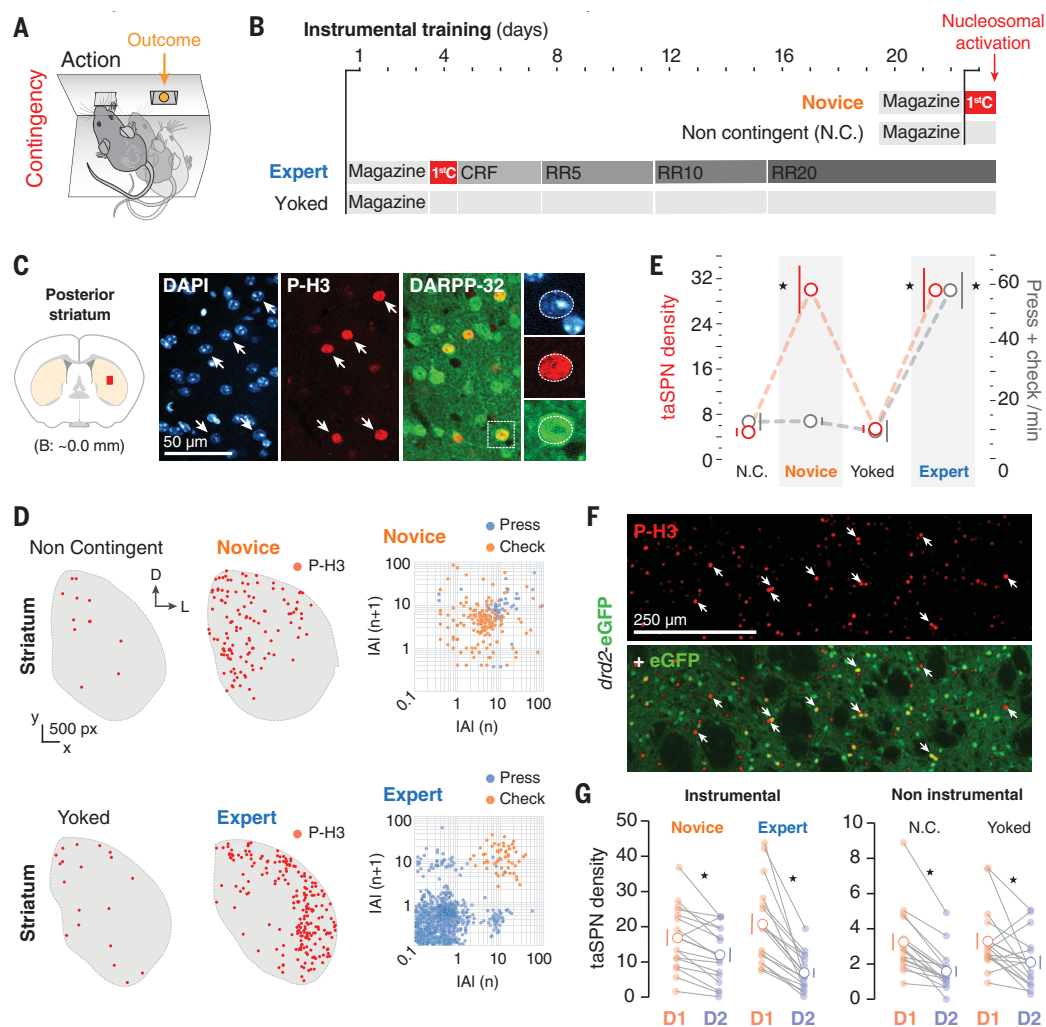 A
Outcome
Action
Contingency
B
Instrumental training (days)
Nucleosomal
activation
1 4 8 12 16 20
Novice Magazine 1stC
Non contingent (N.C.) Magazine
Expert Magazine 1stC CRF RR5 RR10 RR20
Yoked Magazine
C
Posterior
striatum
(B: ~0.0 mm)
DAPI P-H3 DARPP-32
50 μm
E
taSPN density
36
28
24
16
8
0
Press + check /min
60
40
20
0
N.C. Novice Yoked Expert
D
Non Contingent Novice
P-H3
D
L
Striatum
y
500 px
x
Novice
Press
Check
IAI (n+1)
100
10
1
0.1
1 10 100
IAI (n)
Yoked Expert
P-H3
Striatum
Expert
Press
Check
IAI (n+1)
100
10
1
0.1
0.1 1 10 100
IAI (n)
F
drd2-eGFP
P-H3
250 μm
+ eGFP
G
Instrumental Non instrumental
Novice Expert N.C. Yoked
taSPN density
50
40
30
20
10
0
10
8
6
4
2
0
D1 D2 D1 D2 D1 D2 D1 D2